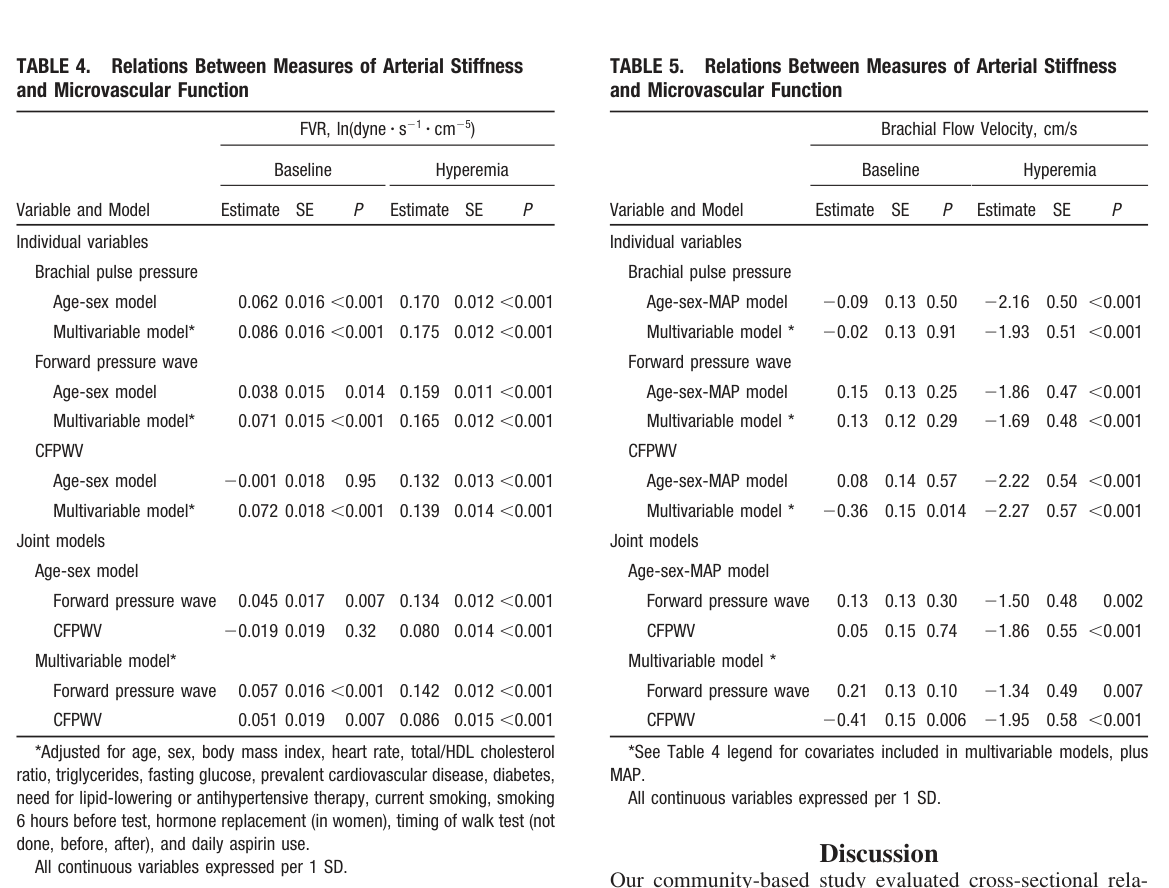 TABLE 4. Relations Between Measures of Arterial Stiffness
and Microvascular Function
FVR, ln(dyne · s−1 · cm−5)
Baseline Hyperemia
Variable and Model Estimate SE P Estimate SE P
Individual variables
Brachial pulse pressure
Age-sex model 0.062 0.016 <0.001 0.170 0.012 <0.001
Multivariable model* 0.086 0.016 <0.001 0.175 0.012 <0.001
Forward pressure wave
Age-sex model 0.038 0.015 0.014 0.159 0.011 <0.001
Multivariable model* 0.071 0.015 <0.001 0.165 0.012 <0.001
CFPWV
Age-sex model −0.001 0.018 0.95 0.132 0.013 <0.001
Multivariable model* 0.072 0.018 <0.001 0.139 0.014 <0.001
Joint models
Age-sex model
Forward pressure wave 0.045 0.017 0.007 0.134 0.012 <0.001
CFPWV −0.019 0.019 0.32 0.080 0.014 <0.001
Multivariable model*
Forward pressure wave 0.057 0.016 <0.001 0.142 0.012 <0.001
CFPWV 0.051 0.019 0.007 0.086 0.015 <0.001
*Adjusted for age, sex, body mass index, heart rate, total/HDL cholesterol
ratio, triglycerides, fasting glucose, prevalent cardiovascular disease, diabetes,
need for lipid-lowering or antihypertensive therapy, current smoking, smoking
6 hours before test, hormone replacement (in women), timing of walk test (not
done, before, after), and daily aspirin use.
All continuous variables expressed per 1 SD.
TABLE 5. Relations Between Measures of Arterial Stiffness
and Microvascular Function
Brachial Flow Velocity, cm/s
Baseline Hyperemia
Variable and Model Estimate SE P Estimate SE P
Individual variables
Brachial pulse pressure
Age-sex-MAP model −0.09 0.13 0.50 −2.16 0.50 <0.001
Multivariable model * −0.02 0.13 0.91 −1.93 0.51 <0.001
Forward pressure wave
Age-sex-MAP model 0.15 0.13 0.25 −1.86 0.47 <0.001
Multivariable model * 0.13 0.12 0.29 −1.69 0.48 <0.001
CFPWV
Age-sex-MAP model 0.08 0.14 0.57 −2.22 0.54 <0.001
Multivariable model * −0.36 0.15 0.014 −2.27 0.57 <0.001
Joint models
Age-sex-MAP model
Forward pressure wave 0.13 0.13 0.30 −1.50 0.48 0.002
CFPWV 0.05 0.15 0.74 −1.86 0.55 <0.001
Multivariable model *
Forward pressure wave 0.21 0.13 0.10 −1.34 0.49 0.007
CFPWV −0.41 0.15 0.006 −1.95 0.58 <0.001
*See Table 4 legend for covariates included in multivariable models, plus
MAP.
All continuous variables expressed per 1 SD.
Discussion
Our community-based study evaluated cross-sectional rela-